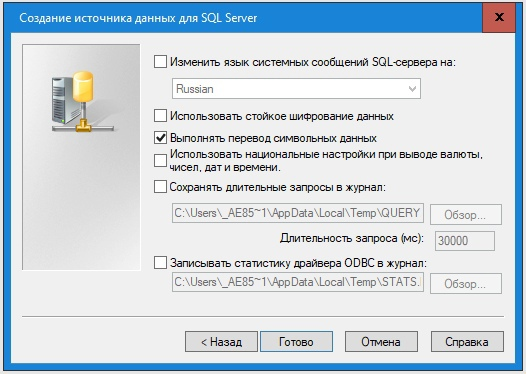 Создание источника данных для SQL Server
x
Изменить язык системных сообщений SQL-сервера на:
Russian
Использовать стойкое шифрование данных
Выполнять перевод символьных данных
Использовать национальные настройки при выводе валюты,
чисел, дат и времени.
Сохранять длительные запросы в журнал:
C:\Users\_AE85~1\AppData\Local\Temp\QUERY
Обзор...
Длительность запроса (мс):
30000
Записывать статистику драйвера ODBC в журнал:
C:\Users\_AE85~1\AppData\Local\Temp\STATS.
Обзор...
< Назад
Готово
Отмена
Справка